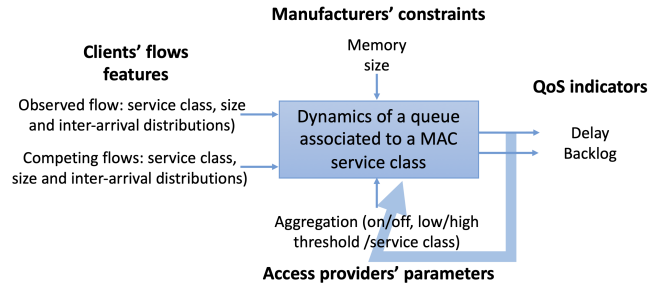 Manufacturers' constraints
Memory
size
Clients' flows
features
Observed flow: service class, size
and inter-arrival distributions)
Competing flows: service class,
size and inter-arrival distributions)
Dynamics of a queue
associated to a MAC
service class
QoS indicators
Delay
Backlog
Aggregation (on/off, low/high
threshold /service class)
Access providers' parameters